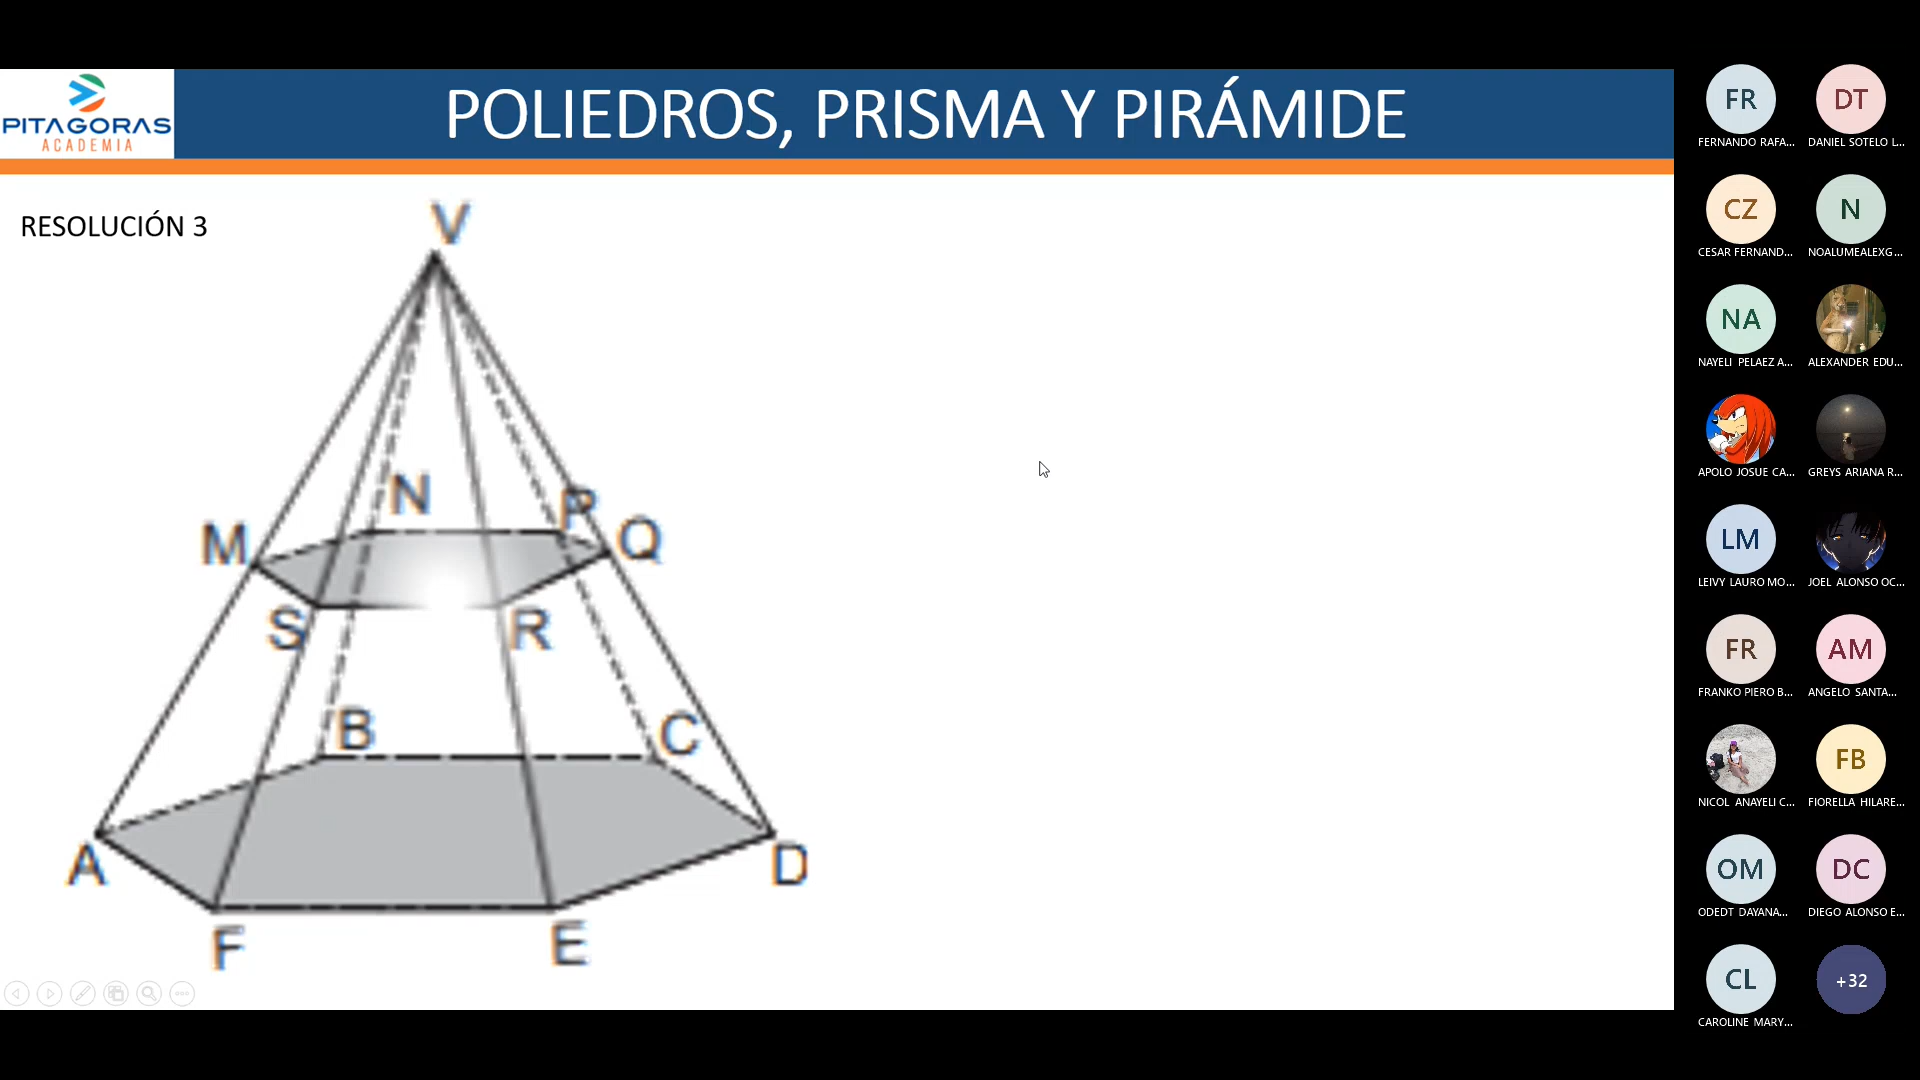 PITAGORAS
ACADEMIA
POLIEDROS, PRISMA Y PIRÁMIDE
RESOLUCIÓN 3
V
N
P
M
Q
S
R
B
C
A
D
F
E
FR
DT
FERNANDO RAFA...
DANIEL SOTELO L...
CZ
N
CESAR FERNAND...
NOALUMEALEXG...
NA
NAYELI PELAEZ A...
ALEXANDER EDU...
APOLO JOSUE CA...
GREYS ARIANA R...
LM
LEIVY LAURO MO...
JOEL ALONSO OC...
FR
AM
FRANKO PIERO B...
ANGELO SANTA...
FB
NICOL ANAYELI C...
FIORELLA HILARE...
OM
DC
ODEDT DAYANA...
DIEGO ALONSO E...
CL
+32
CAROLINE MARY...